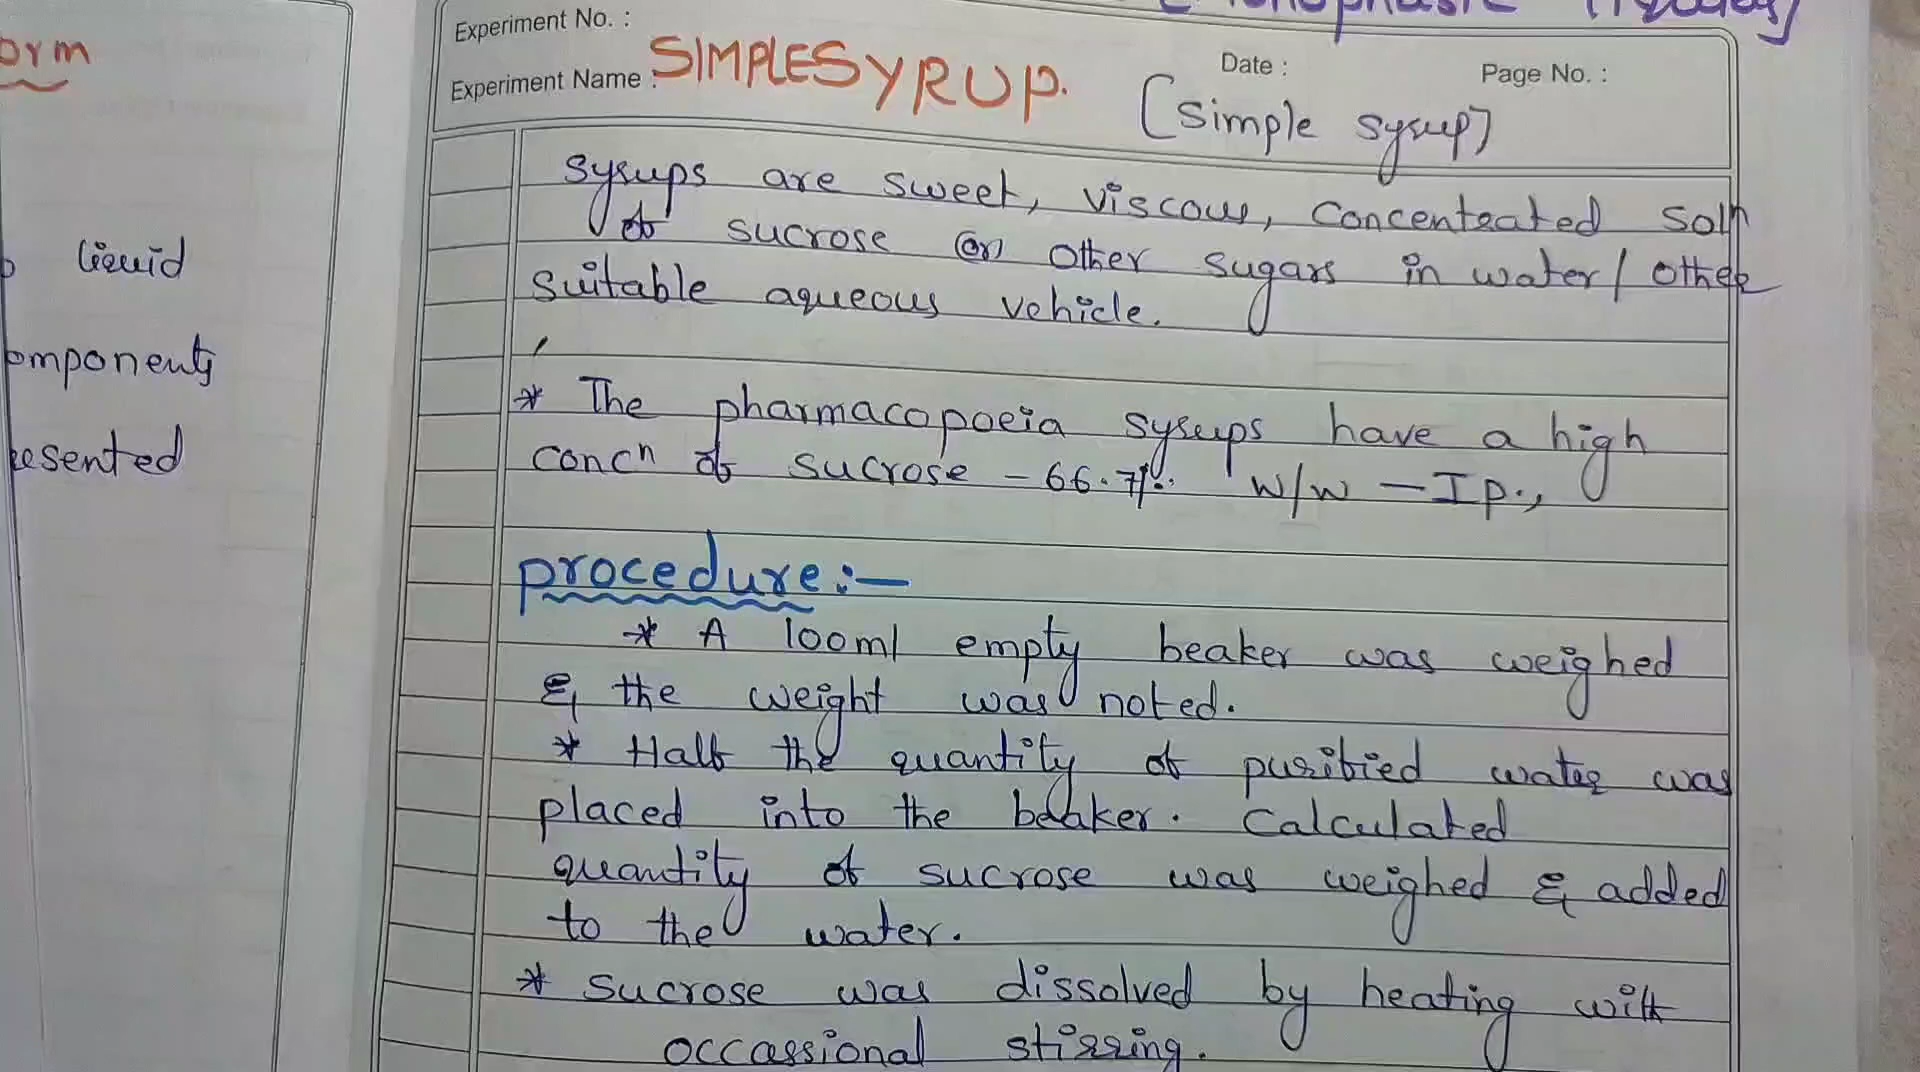 orm
liquid
omponents
resented
Experiment No. :
Experiment Name :
SIMPLE SYRUP.
Date :
Page No. :
[Simple syrup]
Syrups are sweet, viscous, concentrated soln
of sucrose (or) other sugars in water/other
suitable aqueous vehicle.
* The pharmacopoeia syrups have a high
concn of sucrose - 66.7%. w/w - Ip.,
procedure:-
* A 100ml empty beaker was weighed
& the weight was noted.
* Half the quantity of purified water was
placed into the beaker. Calculated
quantity of sucrose was weighed & added
to the water.
* sucrose was dissolved by heating with
occassional stirring.